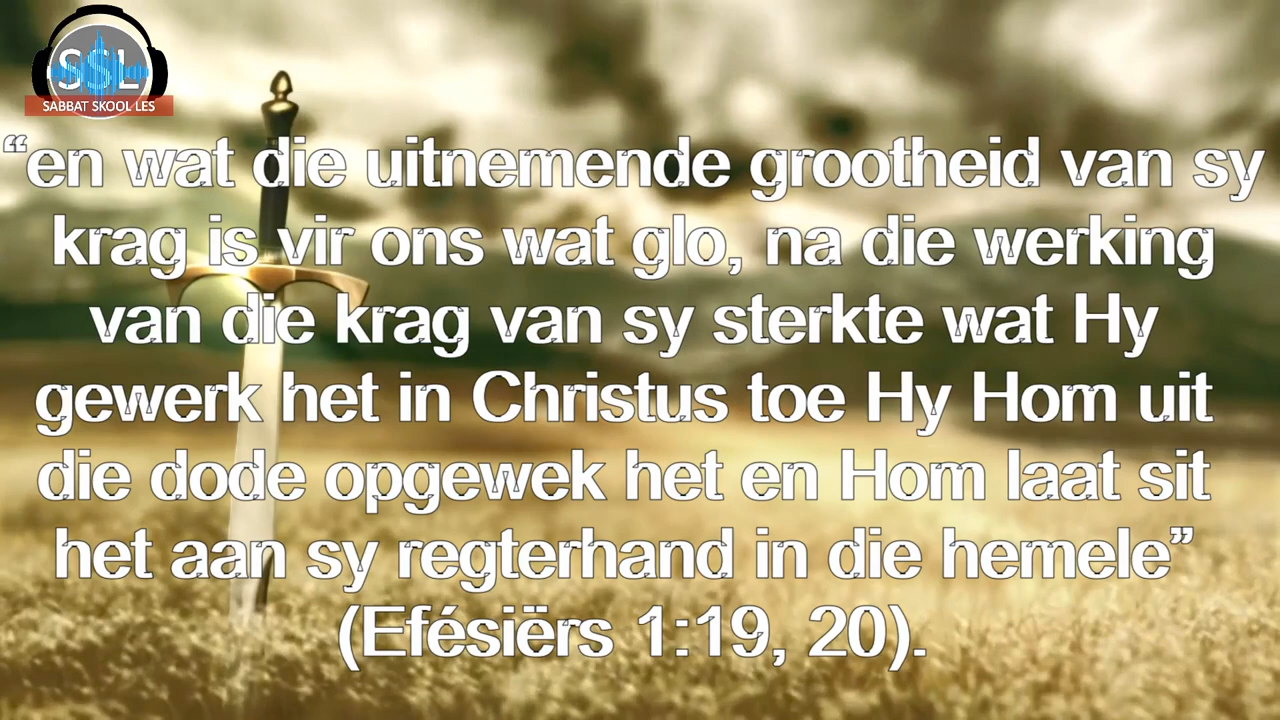 SSL
SABBAT SKOOL LES
“en wat die uitnemende grootheid van sy
krag is vir ons wat glo, na die werking
van die krag van sy sterkte wat Hy
gewerk het in Christus toe Hy Hom uit
die dode opgewek het en Hom laat sit
het aan sy regterhand in die hemele”
(Efésiërs 1:19, 20).